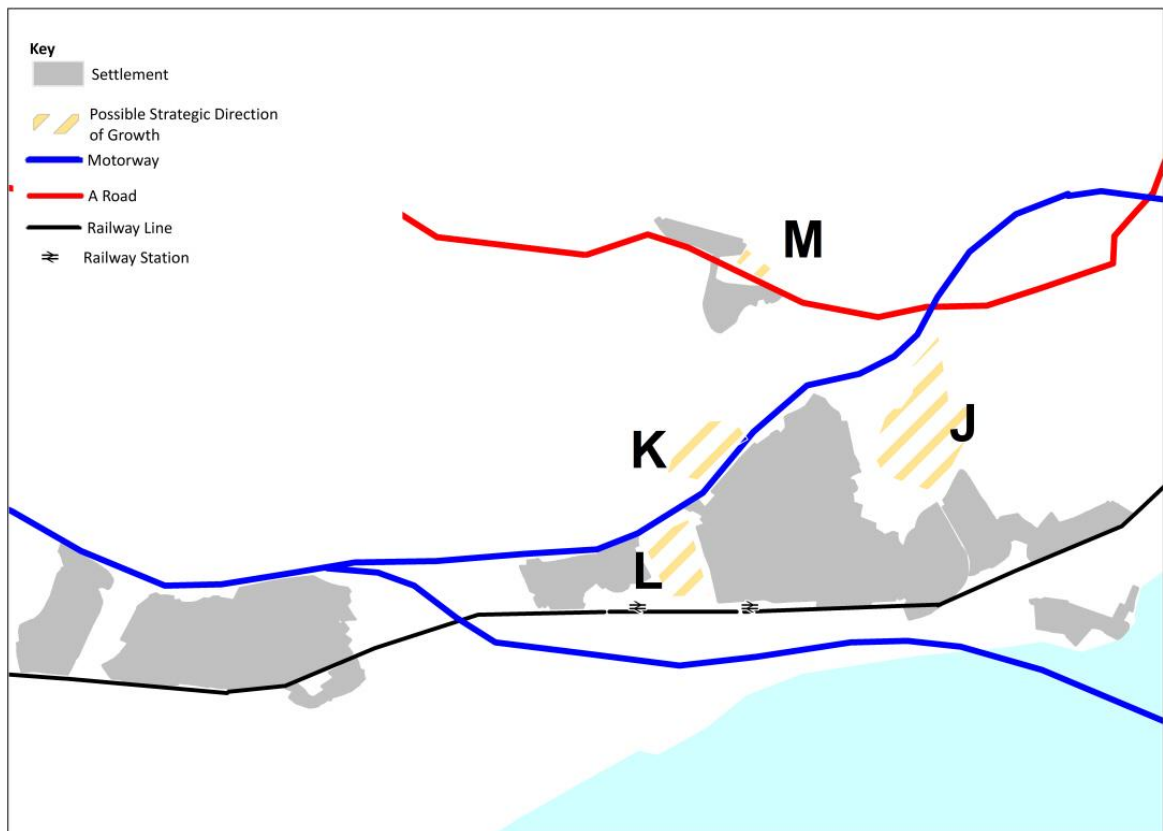 Key
Settlement
Possible Strategic Direction
of Growth
Motorway
A Road
Railway Line
Railway Station
M
J
K
L